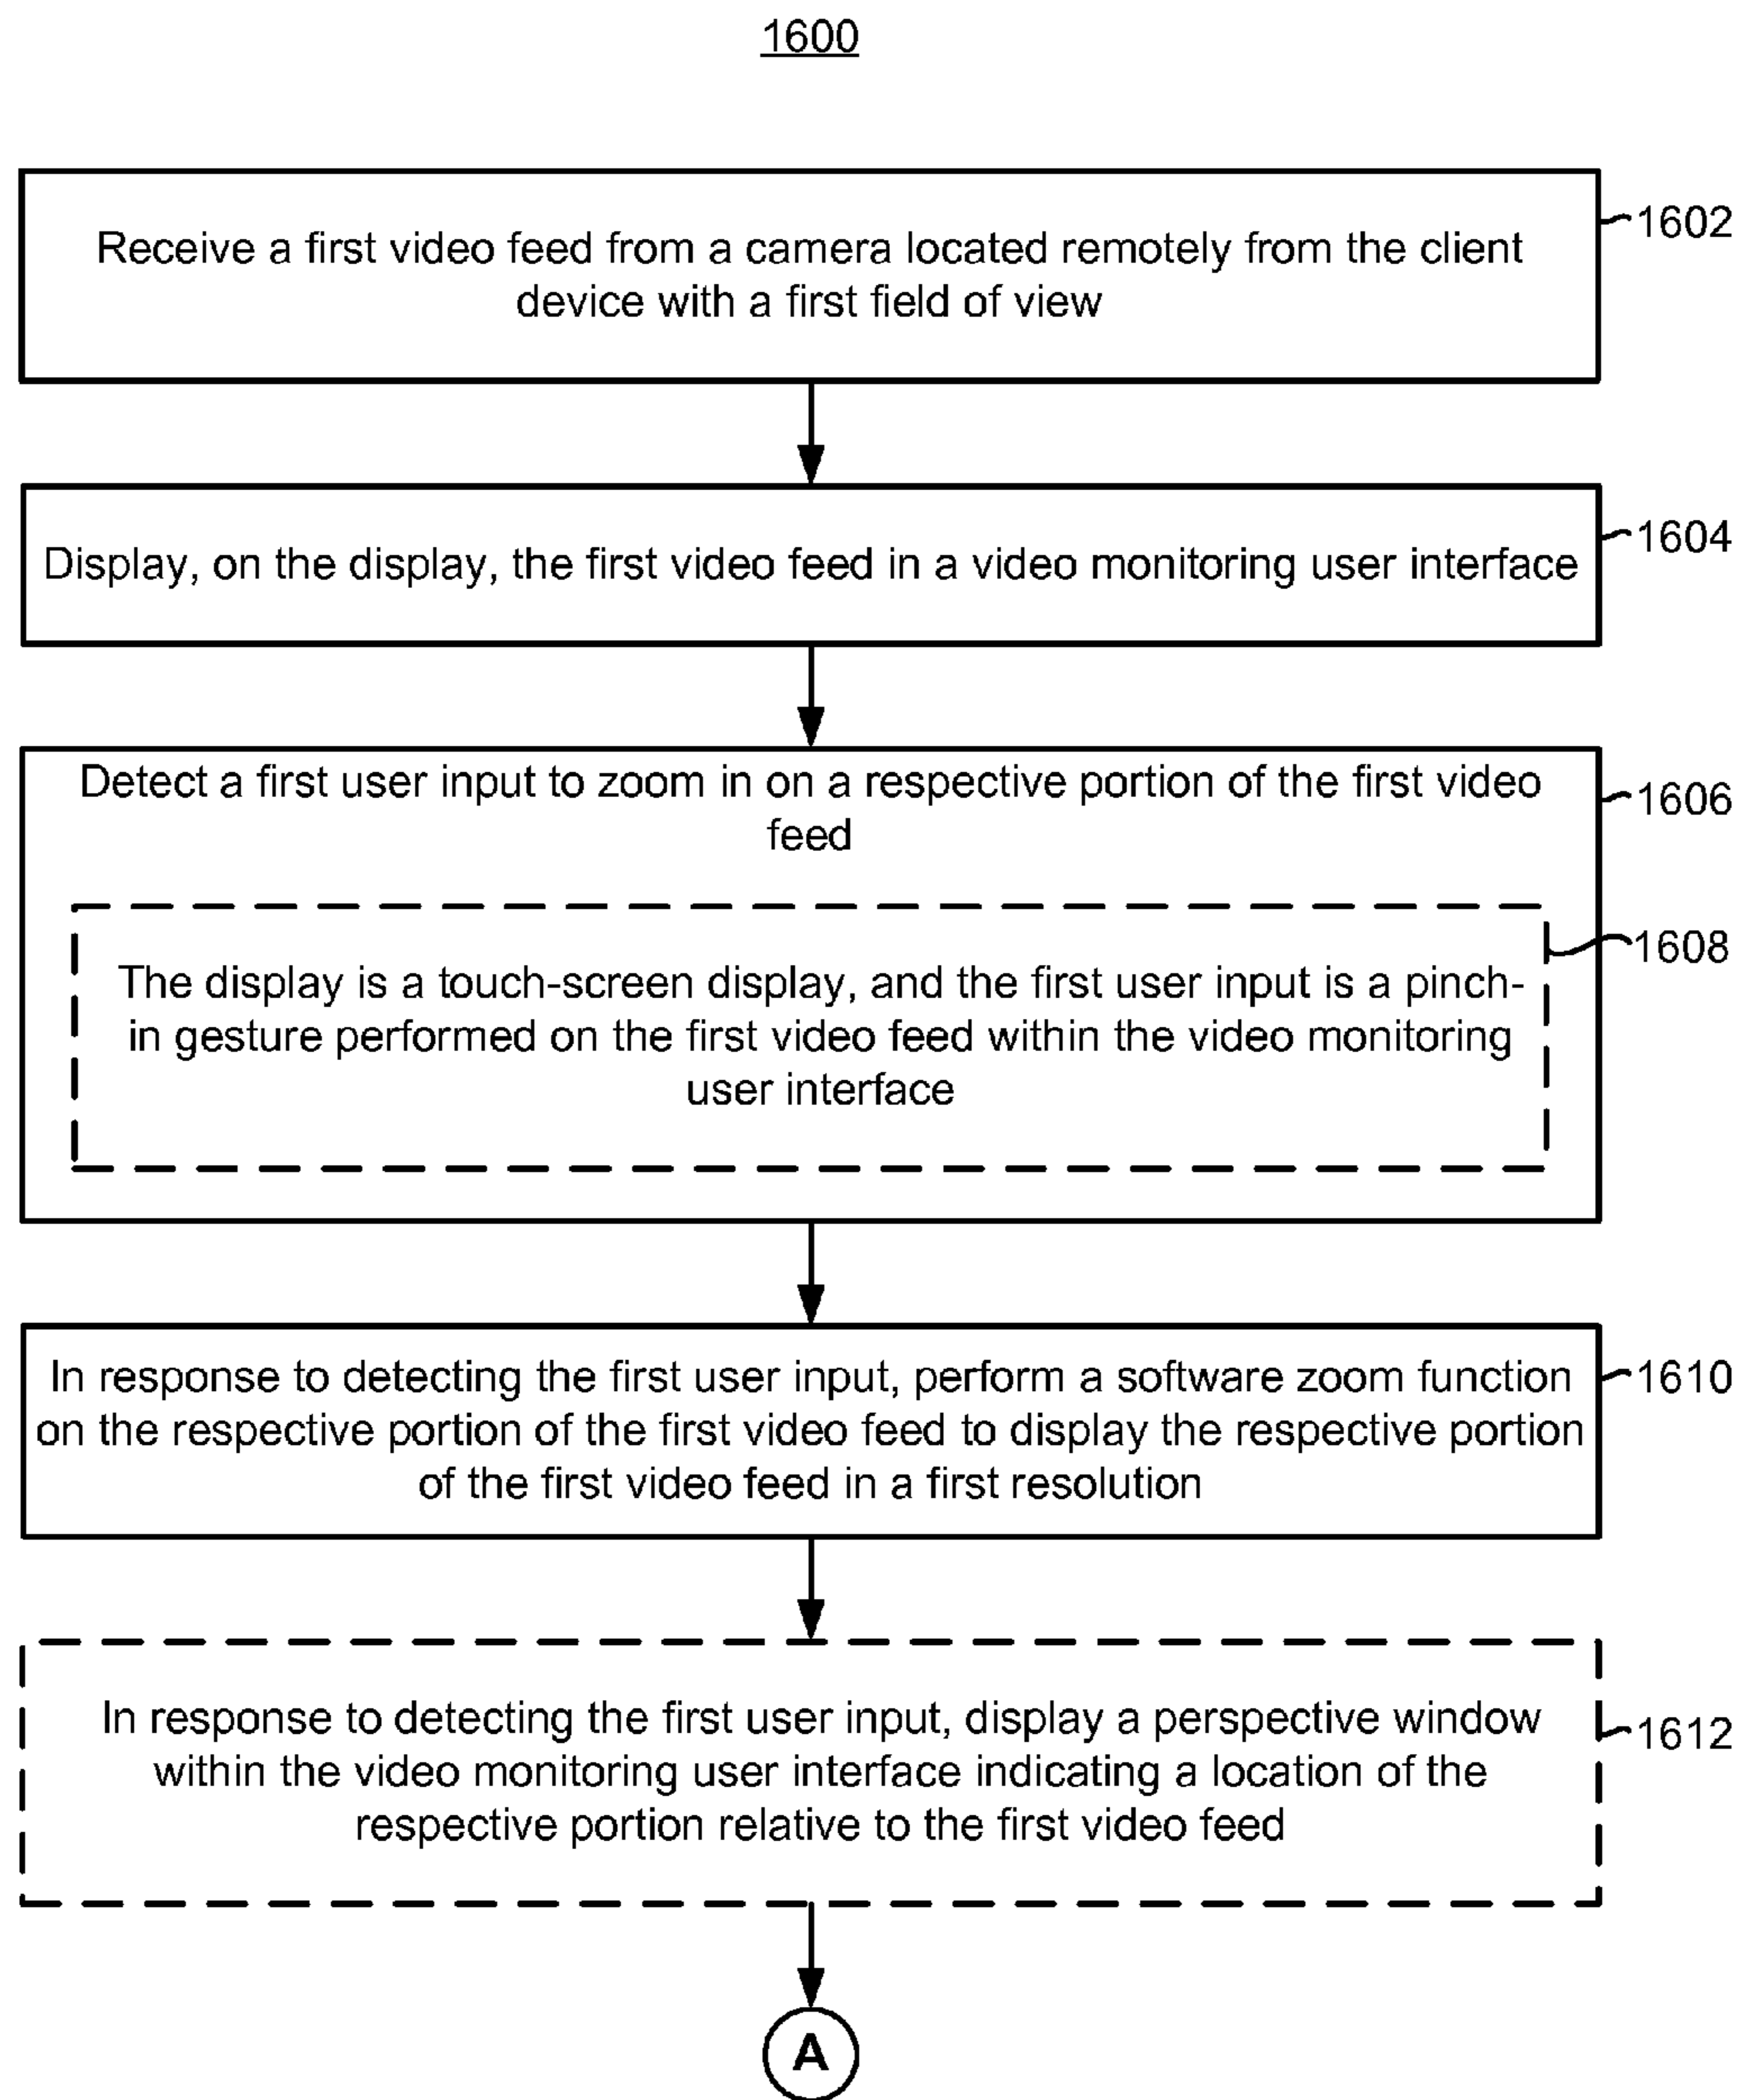 1600
Receive a first video feed from a camera located remotely from the client
device with a first field of view
1602
Display, on the display, the first video feed in a video monitoring user interface
1604
Detect a first user input to zoom in on a respective portion of the first video
feed
1606
The display is a touch-screen display, and the first user input is a pinch-
in gesture performed on the first video feed within the video monitoring
user interface
1608
In response to detecting the first user input, perform a software zoom function
on the respective portion of the first video feed to display the respective portion
of the first video feed in a first resolution
1610
In response to detecting the first user input, display a perspective window
within the video monitoring user interface indicating a location of the
respective portion relative to the first video feed
1612
A